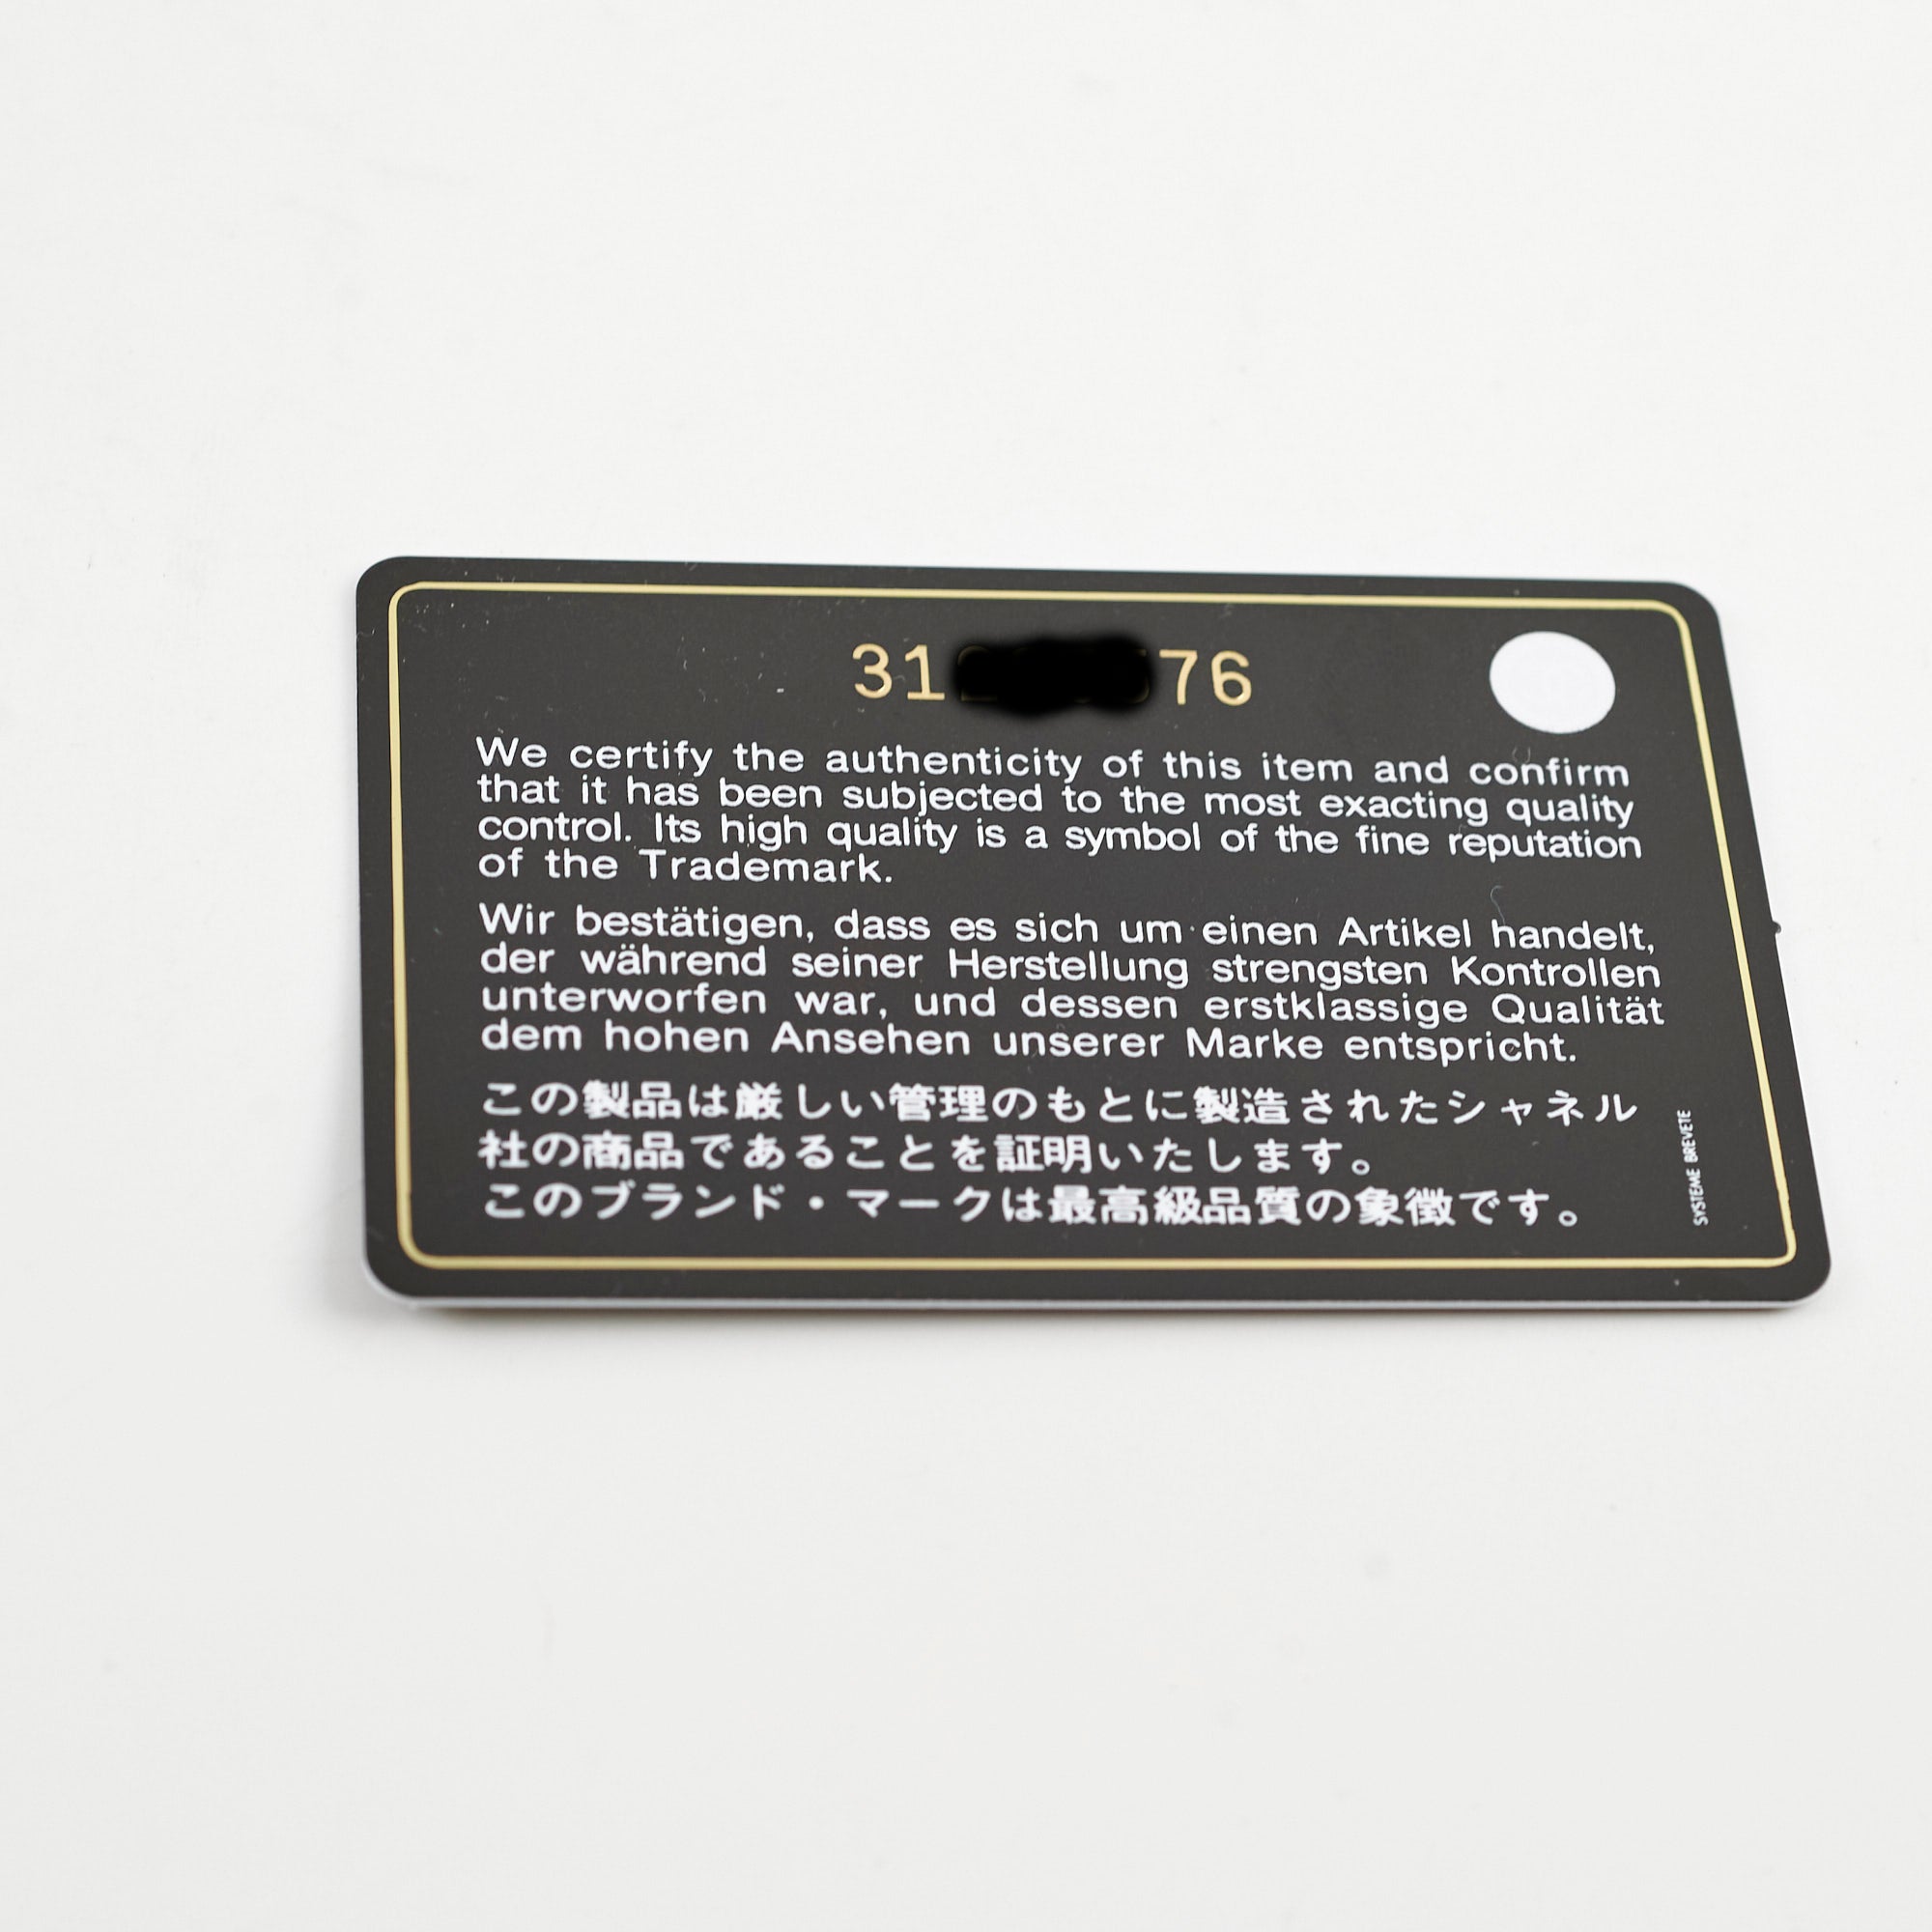 31 76
We certify the authenticity of this item and confirm
that it has been subjected to the most exacting quality
control. Its high quality is a symbol of the fine reputation
of the Trademark.
Wir bestätigen, dass es sich um einen Artikel handelt,
der während seiner Herstellung strengsten Kontrollen
unterworfen war, und dessen erstklassige Qualität
dem hohen Ansehen unserer Marke entspricht.
この製品は厳しい管理のもとに製造されたシャネル
社の商品であることを証明いたします。
このブランド・マークは最高級品質の象徴です。
SYSTEME BREVETE